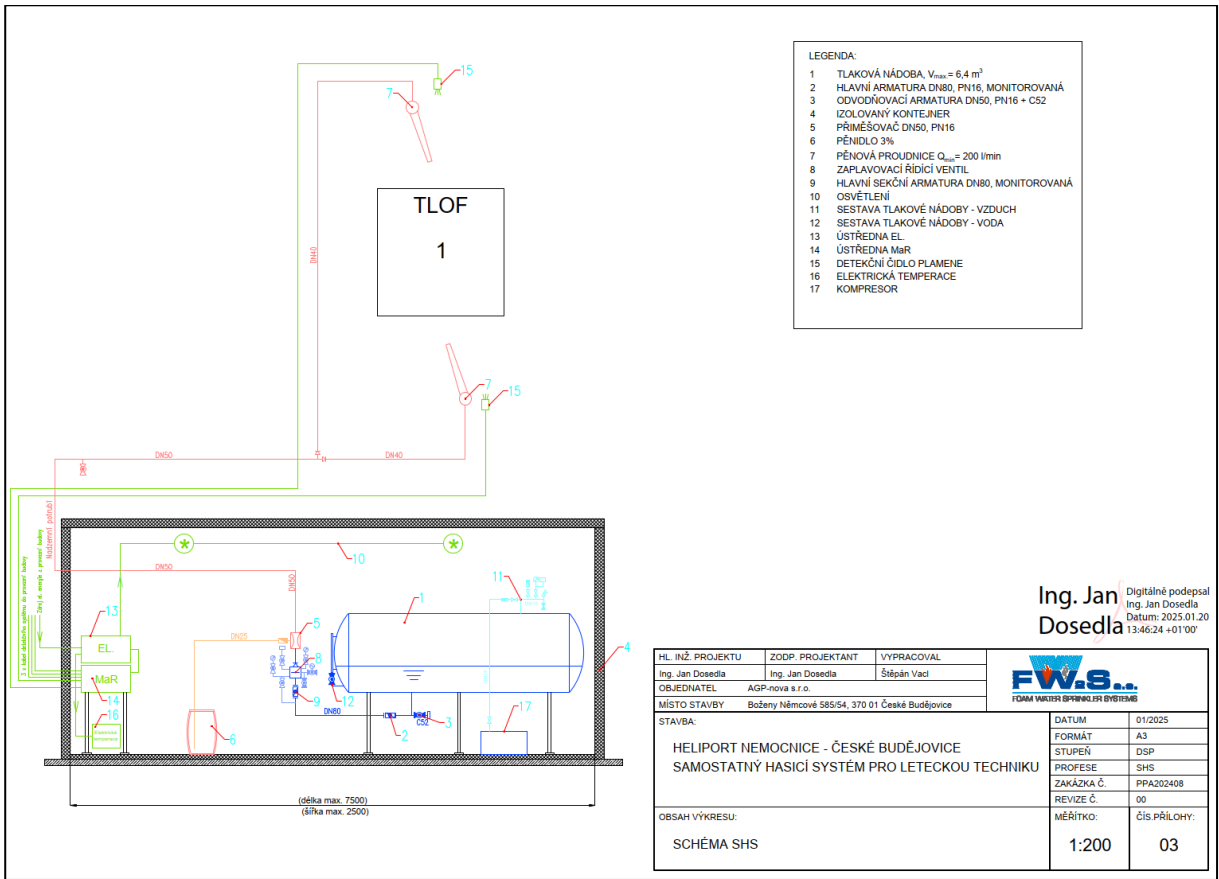 15
7
TLOF
1
DN40
7
15
DN50
DN40
DN80
Nadzemní potrubí
DN50
DN50
10
11
1
13
EL.
MaR
14
16
Elektrická
temperace
DN25
5
8
9
12
DN80
2
3
C52
17
6
4
(délka max. 7500)
(šířka max. 2500)
LEGENDA:
1 TLAKOVÁ NÁDOBA, Vmax.= 6,4 m³
2 HLAVNÍ ARMATURA DN80, PN16, MONITOROVANÁ
3 ODVODŇOVACÍ ARMATURA DN50, PN16 + C52
4 IZOLOVANÝ KONTEJNER
5 PŘIMĚŠOVAČ DN50, PN16
6 PĚNIDLO 3%
7 PĚNOVÁ PROUDNICE Qmin= 200 l/min
8 ZAPLAVOVACÍ ŘÍDÍCÍ VENTIL
9 HLAVNÍ SEKČNÍ ARMATURA DN80, MONITOROVANÁ
10 OSVĚTLENÍ
11 SESTAVA TLAKOVÉ NÁDOBY - VZDUCH
12 SESTAVA TLAKOVÉ NÁDOBY - VODA
13 ÚSTŘEDNA EL.
14 ÚSTŘEDNA MaR
15 DETEKČNÍ ČIDLO PLAMENE
16 ELEKTRICKÁ TEMPERACE
17 KOMPRESOR
Ing. Jan
Dosedla
Digitálně podepsal
Ing. Jan Dosedla
Datum: 2025.01.20
13:46:24 +01'00'
HL. INŽ. PROJEKTU ZODP. PROJEKTANT VYPRACOVAL
Ing. Jan Dosedla Ing. Jan Dosedla Štěpán Vacl
OBJEDNATEL AGP-nova s.r.o.
MÍSTO STAVBY Boženy Němcové 585/54, 370 01 České Budějovice
FOAM WATER SPRINKLER SYSTEMS
STAVBA:
HELIPORT NEMOCNICE - ČESKÉ BUDĚJOVICE
SAMOSTATNÝ HASICÍ SYSTÉM PRO LETECKOU TECHNIKU
DATUM 01/2025
FORMÁT A3
STUPEŇ DSP
PROFESE SHS
ZAKÁZKA Č. PPA202408
REVIZE Č. 00
OBSAH VÝKRESU:
SCHÉMA SHS
MĚŘÍTKO:
1:200
ČÍS.PŘÍLOHY:
03